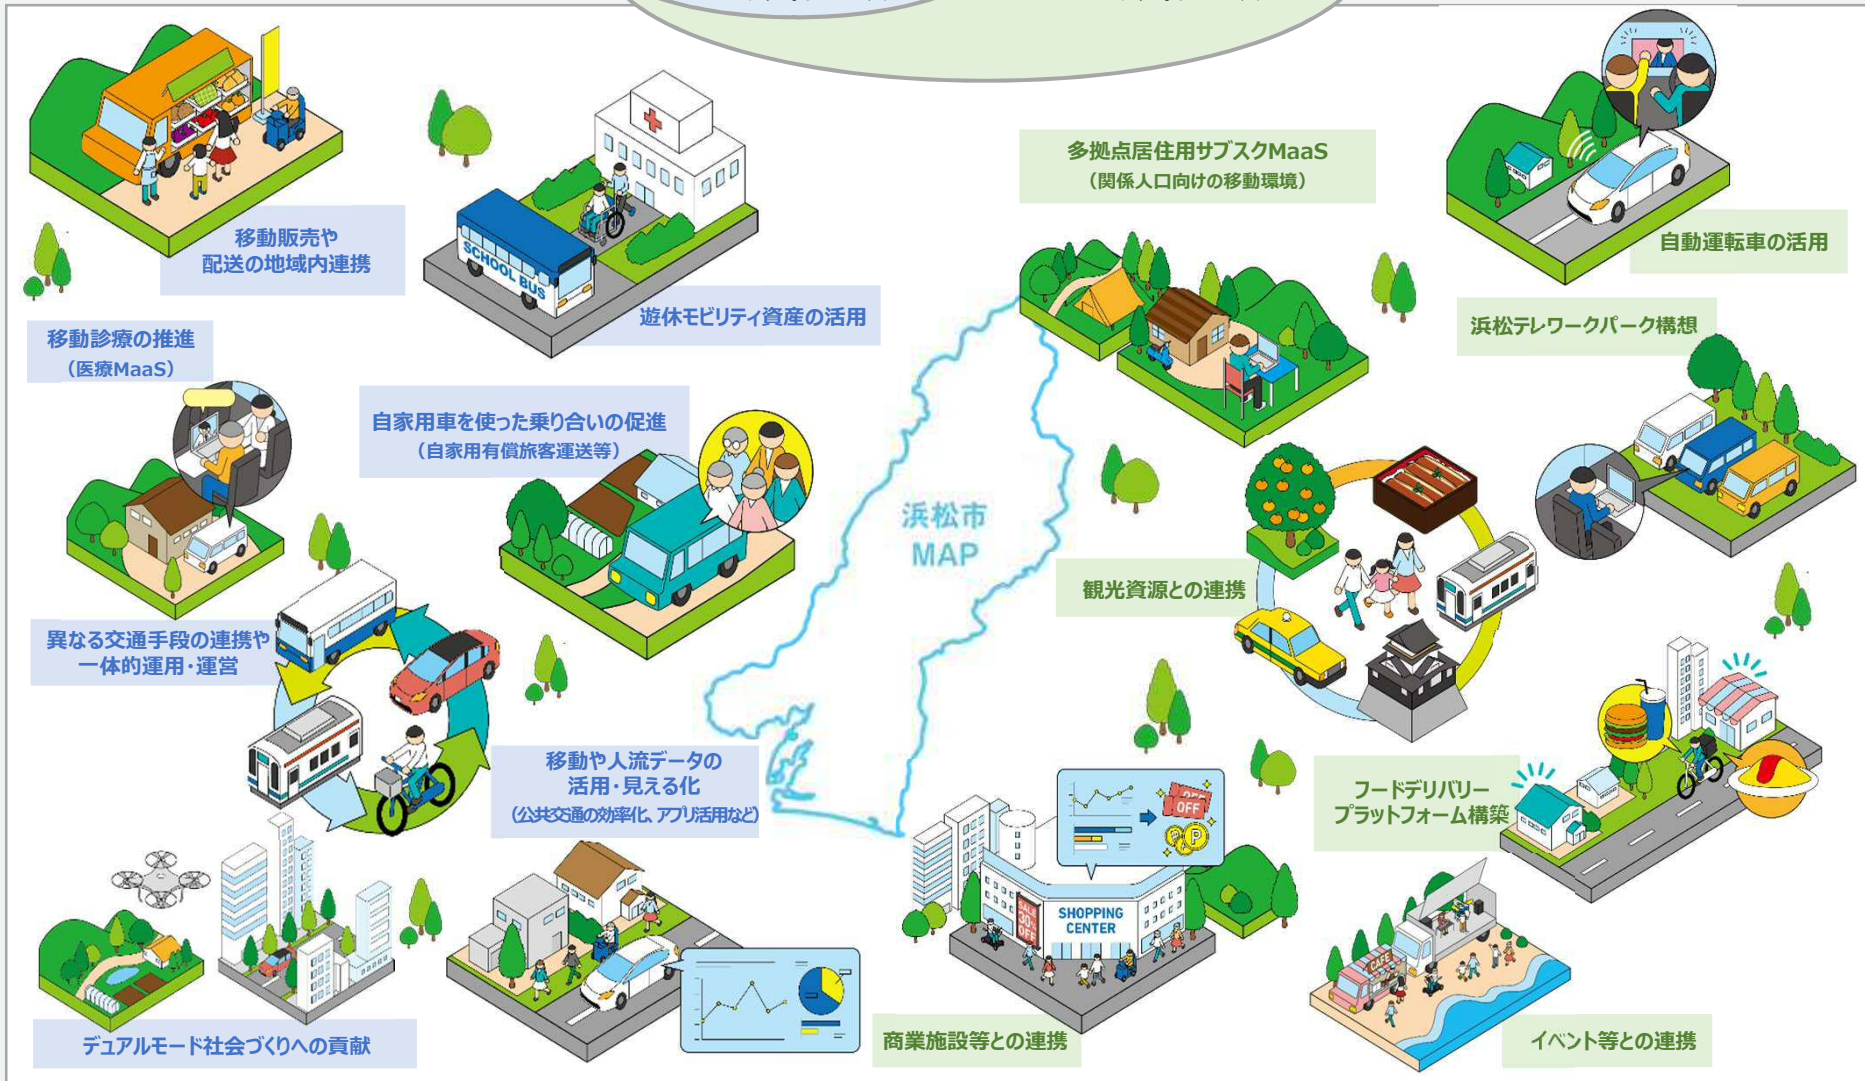 移動販売や
配送の地域内連携
SCHOOL BUS
遊休モビリティ資産の活用
多拠点居住用サブスクMaaS
（関係人口向けの移動環境）
自動運転車の活用
浜松テレワークパーク構想
移動診療の推進
（医療MaaS）
自家用車を使った乗り合いの促進
（自家用有償旅客運送等）
浜松市
MAP
観光資源との連携
異なる交通手段の連携や
一体的運用・運営
移動や人流データの
活用・見える化
（公共交通の効率化、アプリ活用など）
フードデリバリー
プラットフォーム構築
OFF
OFF
P
SALE
30%
OFF
SHOPPING
CENTER
CAFE
デュアルモード社会づくりへの貢献
商業施設等との連携
イベント等との連携